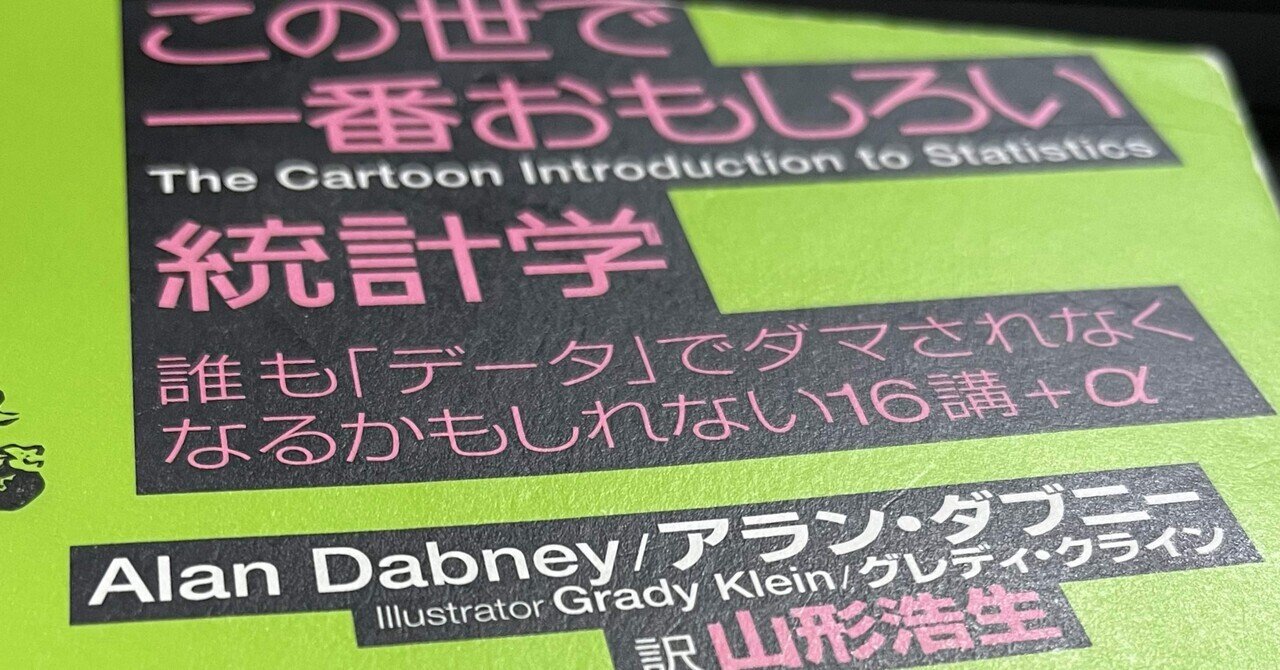 この世で
一番おもしろい
The Cartoon Introduction to Statistics
統計学
誰も「データ」でダマされなく
なるかもしれない16講+α
Alan Dabney/アラン・ダブニー
Illustrator Grady Klein/グレディ・クライン
訳 山形浩生